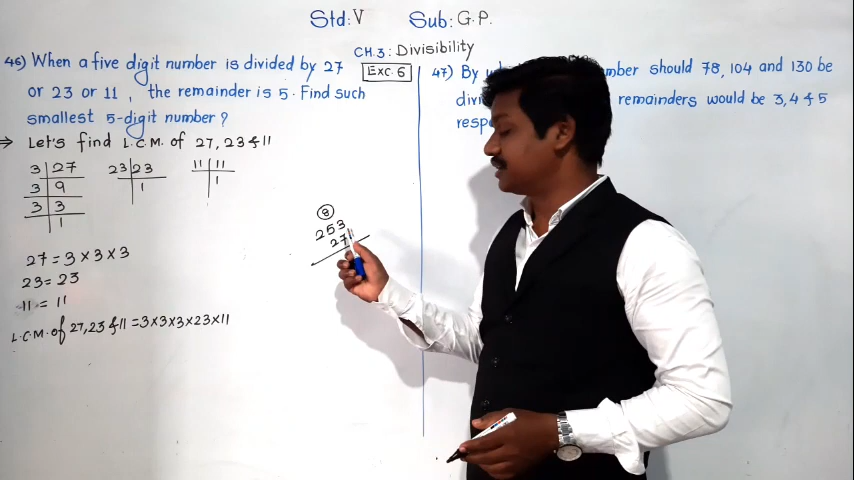 Std: V Sub: G.P.
CH.3: Divisibility
Exc. 6
46) When a five digit number is divided by 27
or 23 or 11, the remainder is 5. Find such
smallest 5-digit number?
⇒ Let's find L.C.M. of 27, 23 & 11
3 27
3 9
3 3
1
23 23
1
11 11
1
27 = 3 × 3 × 3
23 = 23
11 = 11
L.C.M. of 27, 23 & 11 = 3×3×3×23×11
253
27
47) By number should 78, 104 and 130 be
remainders would be 3, 4 & 5